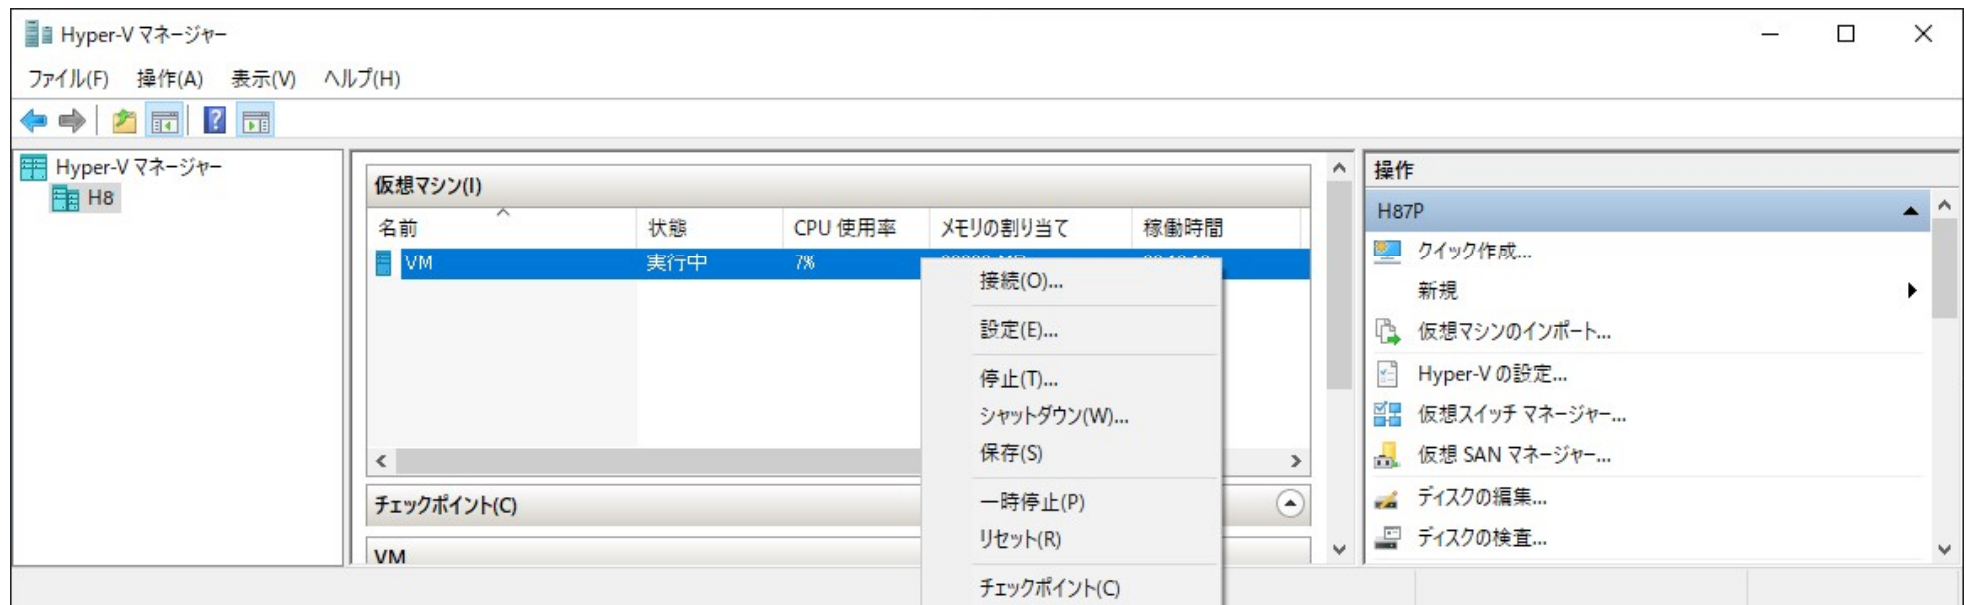 Hyper-V マネージャー
ファイル(F) 操作(A) 表示(V) ヘルプ(H)
Hyper-V マネージャー
H8
仮想マシン(I)
名前 状態 CPU 使用率 メモリの割り当て 稼働時間
VM 実行中 7%
チェックポイント(C)
VM
接続(O)...
設定(E)...
停止(T)...
シャットダウン(W)...
保存(S)
一時停止(P)
リセット(R)
チェックポイント(C)
操作
H87P
クイック作成...
新規
仮想マシンのインポート...
Hyper-V の設定...
仮想スイッチ マネージャー...
仮想 SAN マネージャー...
ディスクの編集...
ディスクの検査...